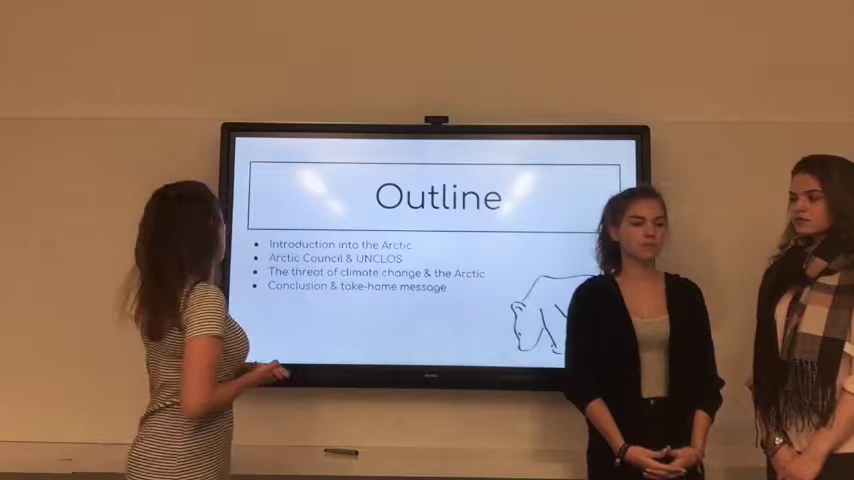 Outline
• Introduction into the Arctic
• Arctic Council & UNCLOS
• The threat of climate change & the Arctic
• Conclusion & take-home message